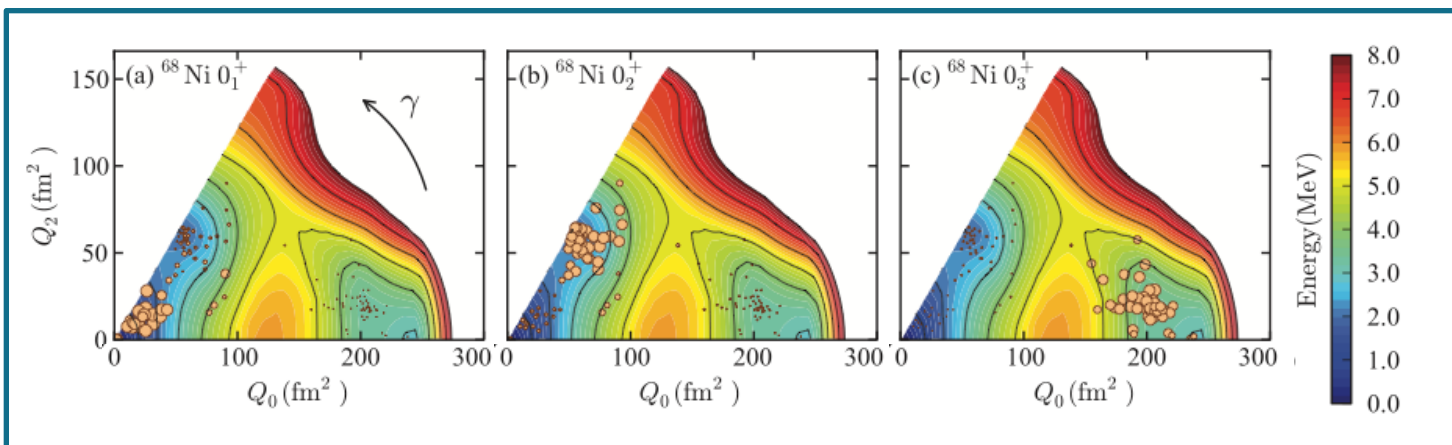 (a) ⁶⁸Ni 0₁⁺
γ
(b) ⁶⁸Ni 0₂⁺
(c) ⁶⁸Ni 0₃⁺
150
100
50
0
Q₂(fm²)
0 100 200 300
Q₀(fm²)
0 100 200 300
Q₀(fm²)
0 100 200 300
Q₀(fm²)
Energy(MeV)
8.0
7.0
6.0
5.0
4.0
3.0
2.0
1.0
0.0